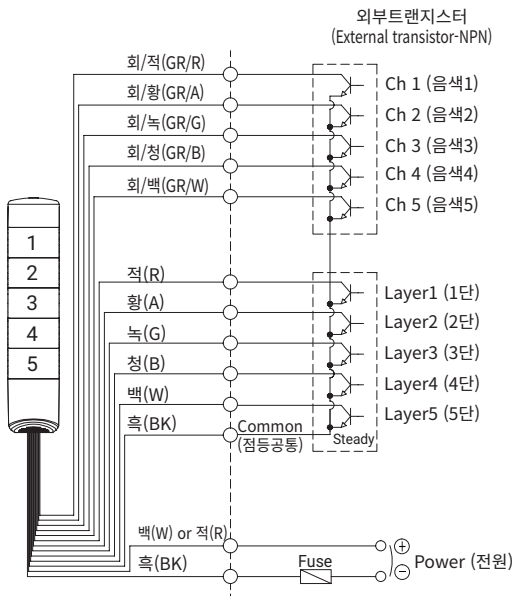 외부트랜지스터
(External transistor-NPN)
회/적(GR/R)
Ch 1 (음색1)
회/황(GR/A)
Ch 2 (음색2)
회/녹(GR/G)
Ch 3 (음색3)
회/청(GR/B)
Ch 4 (음색4)
회/백(GR/W)
Ch 5 (음색5)
1
2
3
4
5
적(R)
Layer1 (1단)
황(A)
Layer2 (2단)
녹(G)
Layer3 (3단)
청(B)
Layer4 (4단)
백(W)
Layer5 (5단)
흑(BK)
Common
(점등공통)
Steady
백(W) or 적(R)
흑(BK)
Fuse
+
Power (전원)
-